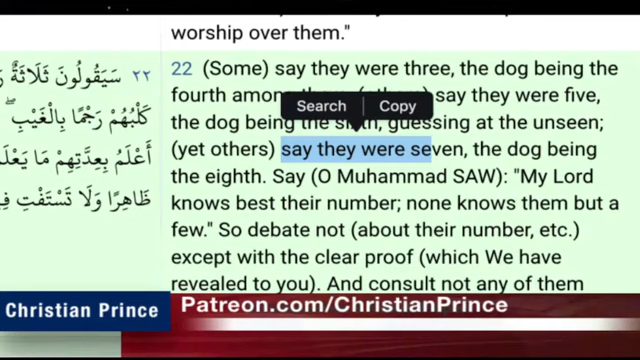 worship over them."
٢٢ سَيَقُولُونَ ثَلَاثَةٌ
كَلْبُهُمْ رَجْمًا بِالْغَيْبِ ۖ
أَعْلَمُ بِعِدَّتِهِم مَا يَعْلَ
ظَاهِرًا وَلَا تَسْتَفْتِ فِي
22 (Some) say they were three, the dog being the
fourth among say they were five,
Search Copy
the dog being the sixth, guessing at the unseen;
(yet others) say they were seven, the dog being
the eighth. Say (O Muhammad SAW): "My Lord
knows best their number; none knows them but a
few." So debate not (about their number, etc.)
except with the clear proof (which We have
revealed to you). And consult not any of them
Christian Prince
Patreon.com/ChristianPrince